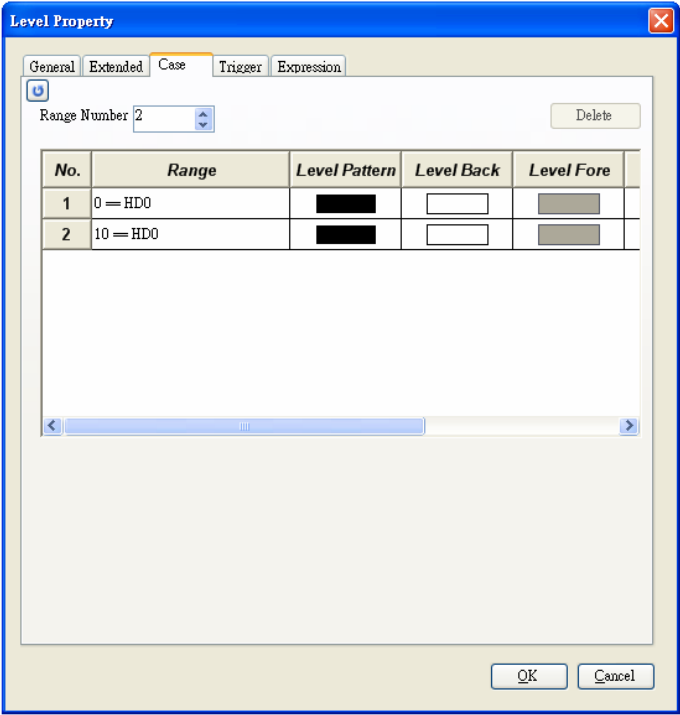 Level Property
General Extended Case Trigger Expression
Range Number 2 Delete
No. Range Level Pattern Level Back Level Fore
1 0 == HD0
2 10 == HD0
OK Cancel